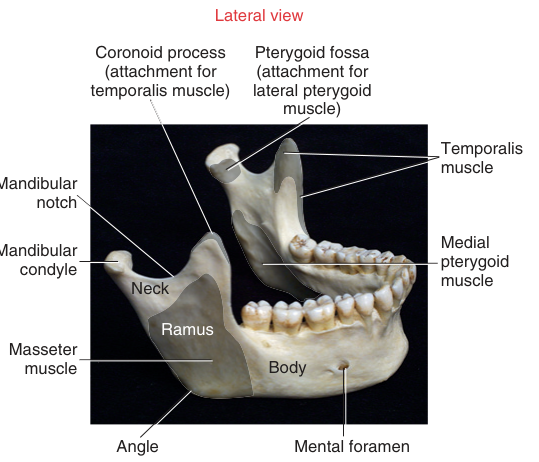 Lateral view
Coronoid process
(attachment for
temporalis muscle)
Pterygoid fossa
(attachment for
lateral pterygoid
muscle)
Temporalis
muscle
Mandibular
notch
Mandibular
condyle
Medial
pterygoid
muscle
Neck
Ramus
Masseter
muscle
Body
Angle
Mental foramen